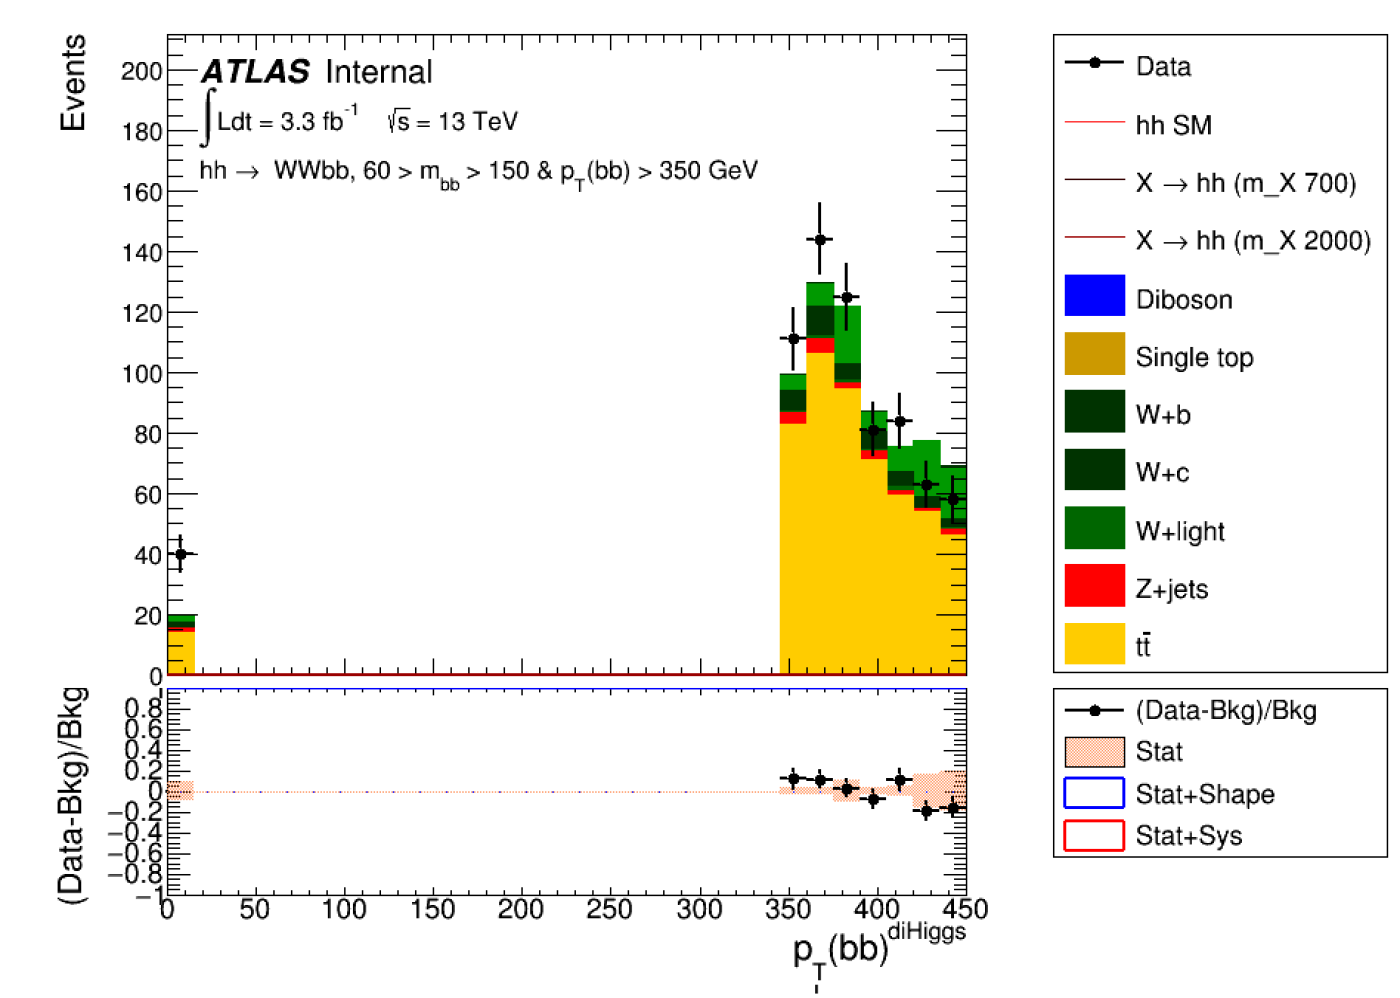 Events
200
180
160
140
120
100
80
60
40
20
0
ATLAS Internal
∫Ldt = 3.3 fb-1 √s = 13 TeV
hh → WWbb, 60 > mbb > 150 & pT(bb) > 350 GeV
Data
hh SM
X → hh (m_X 700)
X → hh (m_X 2000)
Diboson
Single top
W+b
W+c
W+light
Z+jets
tt̄
(Data-Bkg)/Bkg
1
0.8
0.6
0.4
0.2
0
−0.2
−0.4
−0.6
−0.8
−1
(Data-Bkg)/Bkg
Stat
Stat+Shape
Stat+Sys
0 50 100 150 200 250 300 350 400 450
pT(bb)diHiggs